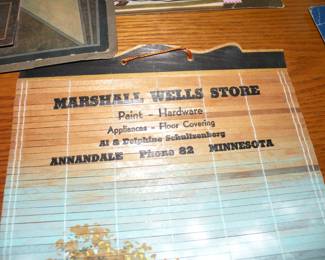 MARSHALL WELLS STORE
Paint - Hardware
Appliances - Floor Covering
Al & Delphine Schultzenberg
ANNANDALE Phone 82 MINNESOTA